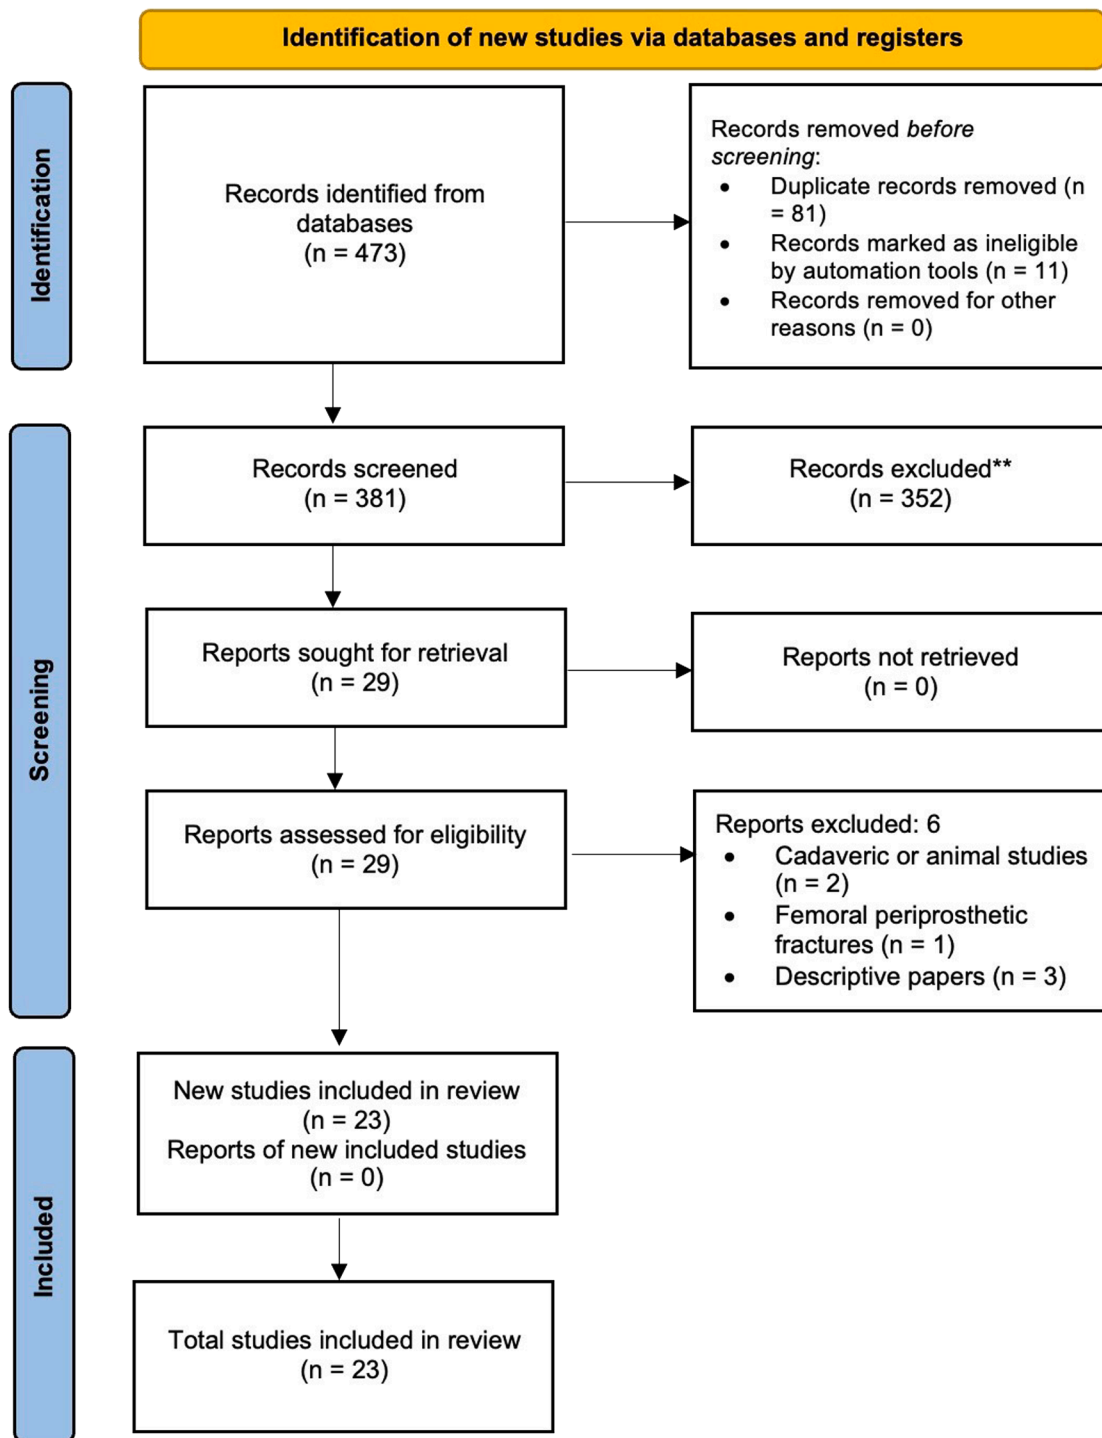 Identification of new studies via databases and registers
Identification
Records identified from
databases
(n = 473)
Records removed before
screening:
• Duplicate records removed (n
= 81)
• Records marked as ineligible
by automation tools (n = 11)
• Records removed for other
reasons (n = 0)
Screening
Records screened
(n = 381)
Records excluded**
(n = 352)
Reports sought for retrieval
(n = 29)
Reports not retrieved
(n = 0)
Reports assessed for eligibility
(n = 29)
Reports excluded: 6
• Cadaveric or animal studies
(n = 2)
• Femoral periprosthetic
fractures (n = 1)
• Descriptive papers (n = 3)
Included
New studies included in review
(n = 23)
Reports of new included studies
(n = 0)
Total studies included in review
(n = 23)